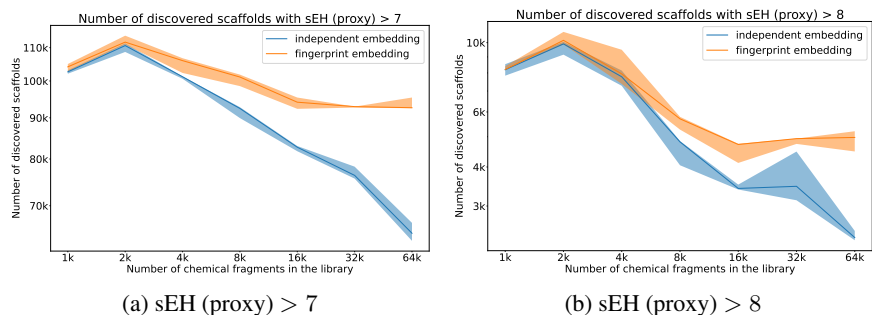 Number of discovered scaffolds with sEH (proxy) > 7
Number of discovered scaffolds
110k
100k
90k
80k
70k
independent embedding
fingerprint embedding
1k 2k 4k 8k 16k 32k 64k
Number of chemical fragments in the library
(a) sEH (proxy) > 7
Number of discovered scaffolds with sEH (proxy) > 8
Number of discovered scaffolds
10k
6k
4k
3k
independent embedding
fingerprint embedding
1k 2k 4k 8k 16k 32k 64k
Number of chemical fragments in the library
(b) sEH (proxy) > 8